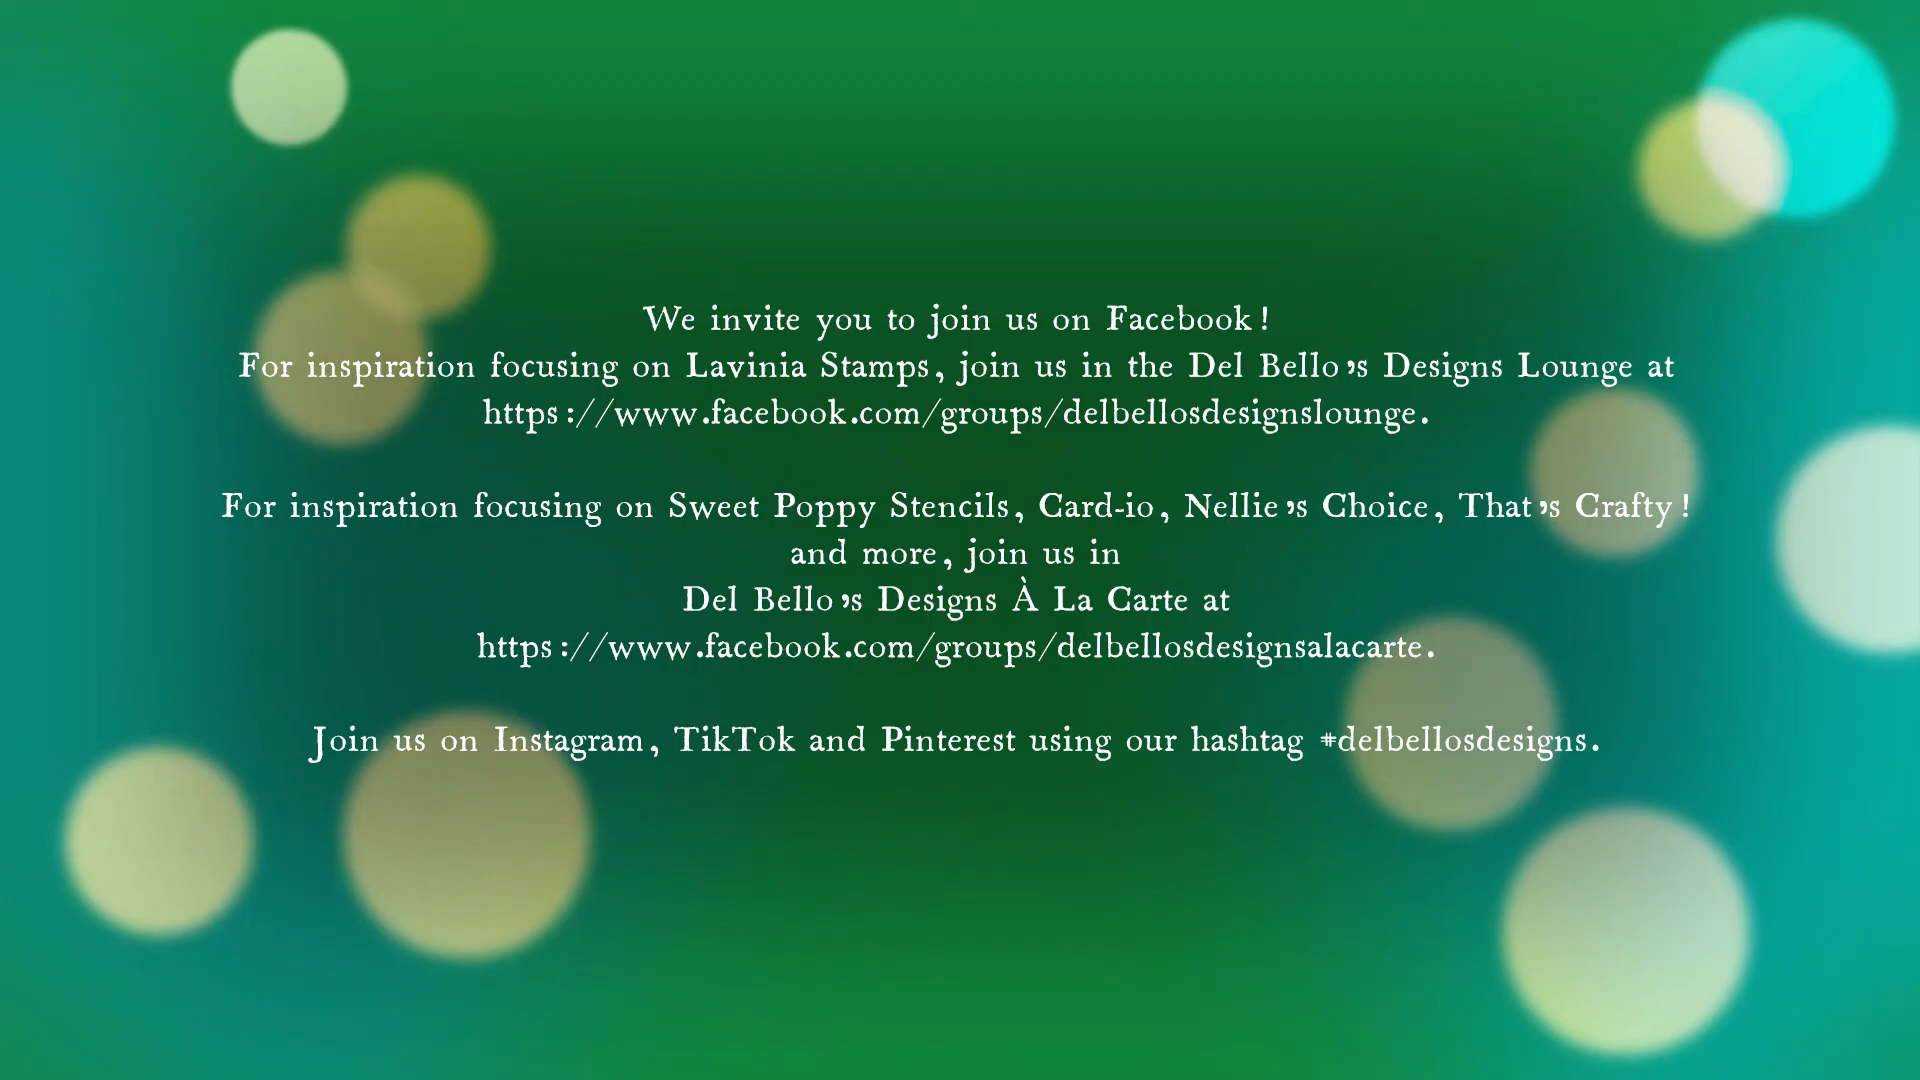 We invite you to join us on Facebook!
For inspiration focusing on Lavinia Stamps, join us in the Del Bello's Designs Lounge at
https://www.facebook.com/groups/delbellosdesignslounge.
For inspiration focusing on Sweet Poppy Stencils, Card-io, Nellie's Choice, That's Crafty!
and more, join us in
Del Bello's Designs À La Carte at
https://www.facebook.com/groups/delbellosdesignsalacarte.
Join us on Instagram, TikTok and Pinterest using our hashtag #delbellosdesigns.